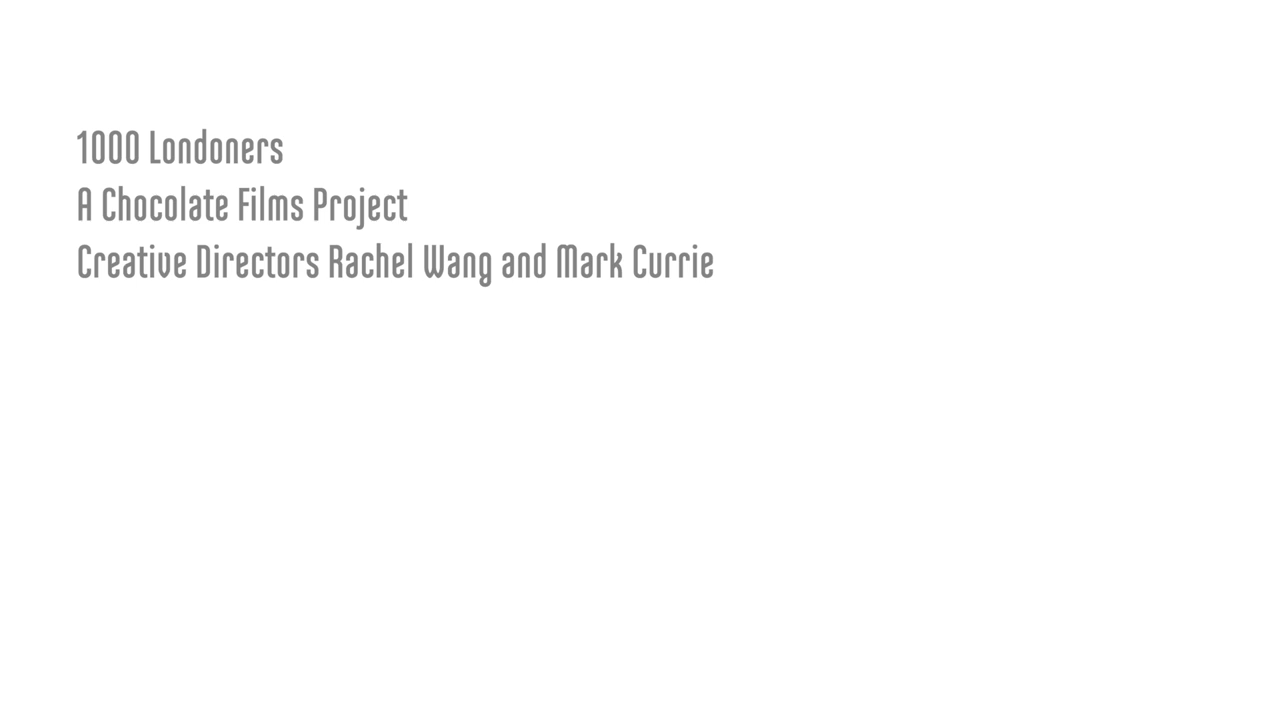 1000 Londoners
A Chocolate Films Project
Creative Directors Rachel Wang and Mark Currie